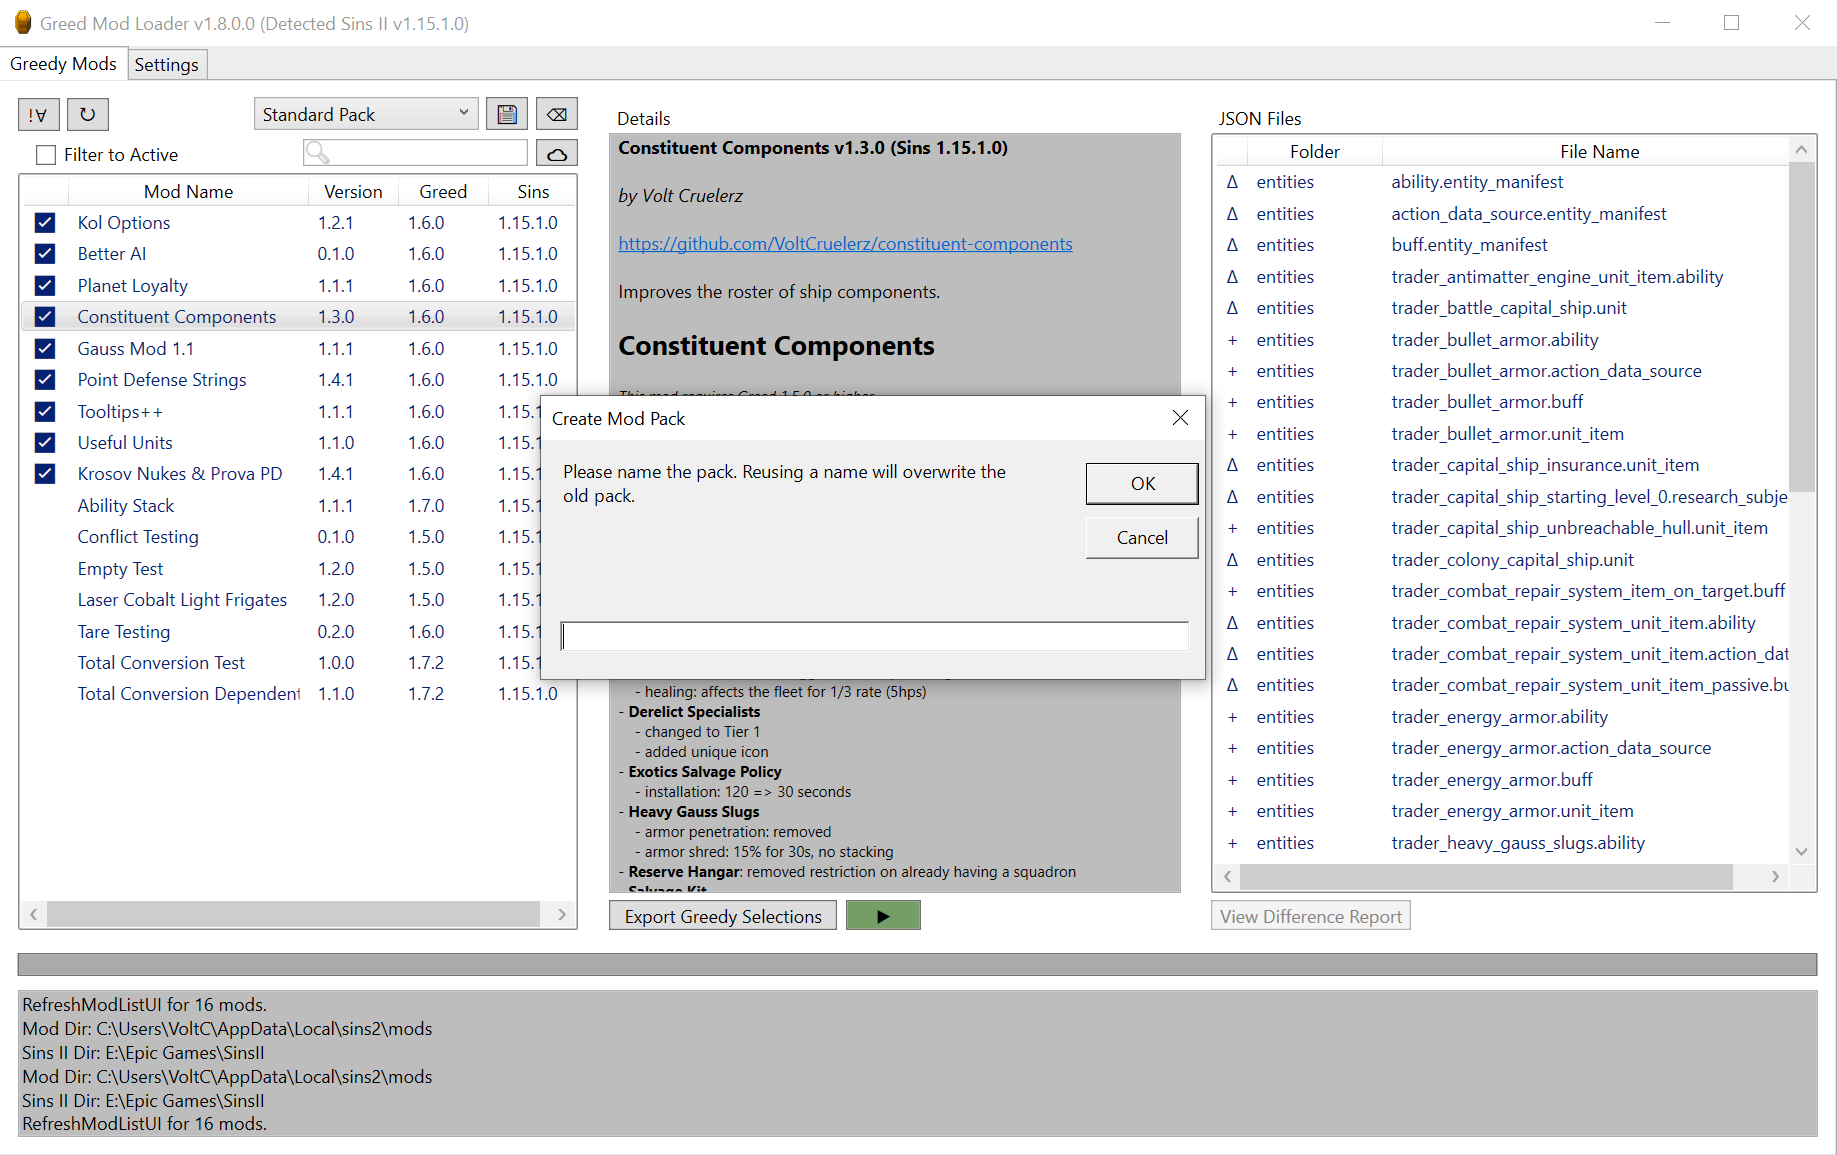 Greed Mod Loader v1.8.0.0 (Detected Sins II v1.15.1.0)
Greedy Mods
Settings
!∀
↻
Standard Pack
Filter to Active
Mod Name Version Greed Sins
Kol Options 1.2.1 1.6.0 1.15.1.0
Better AI 0.1.0 1.6.0 1.15.1.0
Planet Loyalty 1.1.1 1.6.0 1.15.1.0
Constituent Components 1.3.0 1.6.0 1.15.1.0
Gauss Mod 1.1 1.1.1 1.6.0 1.15.1.0
Point Defense Strings 1.4.1 1.6.0 1.15.1.0
Tooltips++ 1.1.1 1.6.0 1.15.1
Useful Units 1.1.0 1.6.0 1.15.1
Krosov Nukes & Prova PD 1.4.1 1.6.0 1.15.1
Ability Stack 1.1.1 1.7.0 1.15.1
Conflict Testing 0.1.0 1.5.0 1.15.1
Empty Test 1.2.0 1.5.0 1.15.1
Laser Cobalt Light Frigates 1.2.0 1.5.0 1.15.1
Tare Testing 0.2.0 1.6.0 1.15.1
Total Conversion Test 1.0.0 1.7.2 1.15.1
Total Conversion Dependent 1.1.0 1.7.2 1.15.1.0
Details
Constituent Components v1.3.0 (Sins 1.15.1.0)
by Volt Cruelerz
https://github.com/VoltCruelerz/constituent-components
Improves the roster of ship components.
Constituent Components
This mod requires Greed 1.5.0 or higher
Create Mod Pack
Please name the pack. Reusing a name will overwrite the
old pack.
OK
Cancel
- healing: affects the fleet for 1/3 rate (5hps)
- Derelict Specialists
- changed to Tier 1
- added unique icon
- Exotics Salvage Policy
- installation: 120 => 30 seconds
- Heavy Gauss Slugs
- armor penetration: removed
- armor shred: 15% for 30s, no stacking
- Reserve Hangar: removed restriction on already having a squadron
Salvage Kit
Export Greedy Selections
JSON Files
Folder File Name
Δ entities ability.entity_manifest
Δ entities action_data_source.entity_manifest
Δ entities buff.entity_manifest
Δ entities trader_antimatter_engine_unit_item.ability
Δ entities trader_battle_capital_ship.unit
+ entities trader_bullet_armor.ability
+ entities trader_bullet_armor.action_data_source
+ entities trader_bullet_armor.buff
+ entities trader_bullet_armor.unit_item
Δ entities trader_capital_ship_insurance.unit_item
Δ entities trader_capital_ship_starting_level_0.research_subje
+ entities trader_capital_ship_unbreachable_hull.unit_item
Δ entities trader_colony_capital_ship.unit
+ entities trader_combat_repair_system_item_on_target.buff
Δ entities trader_combat_repair_system_unit_item.ability
Δ entities trader_combat_repair_system_unit_item.action_dat
Δ entities trader_combat_repair_system_unit_item_passive.bu
+ entities trader_energy_armor.ability
+ entities trader_energy_armor.action_data_source
+ entities trader_energy_armor.buff
+ entities trader_energy_armor.unit_item
+ entities trader_heavy_gauss_slugs.ability
View Difference Report
RefreshModListUI for 16 mods.
Mod Dir: C:\Users\VoltC\AppData\Local\sins2\mods
Sins II Dir: E:\Epic Games\SinsII
Mod Dir: C:\Users\VoltC\AppData\Local\sins2\mods
Sins II Dir: E:\Epic Games\SinsII
RefreshModListUI for 16 mods.